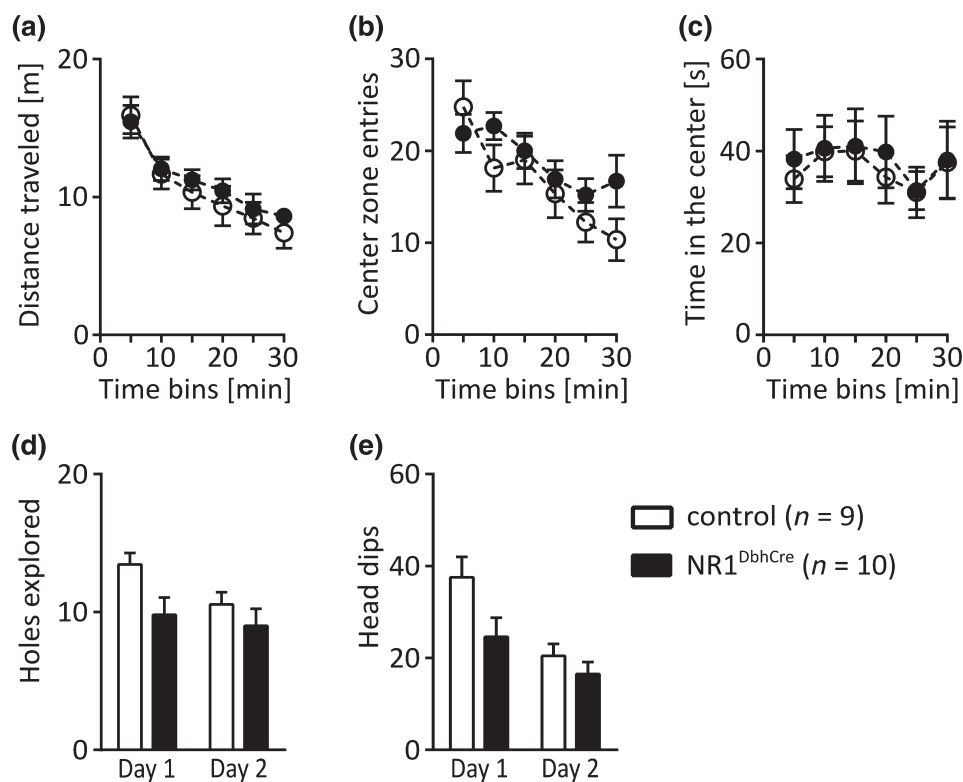 (a)
Distance traveled [m]
20
10
0
0 10 20 30
Time bins [min]
(b)
Center zone entries
30
20
10
0
0 10 20 30
Time bins [min]
(c)
Time in the center [s]
60
40
20
0
0 10 20 30
Time bins [min]
(d)
Holes explored
20
10
0
Day 1 Day 2
(e)
Head dips
60
40
20
0
Day 1 Day 2
control (n = 9)
NR1DbhCre (n = 10)